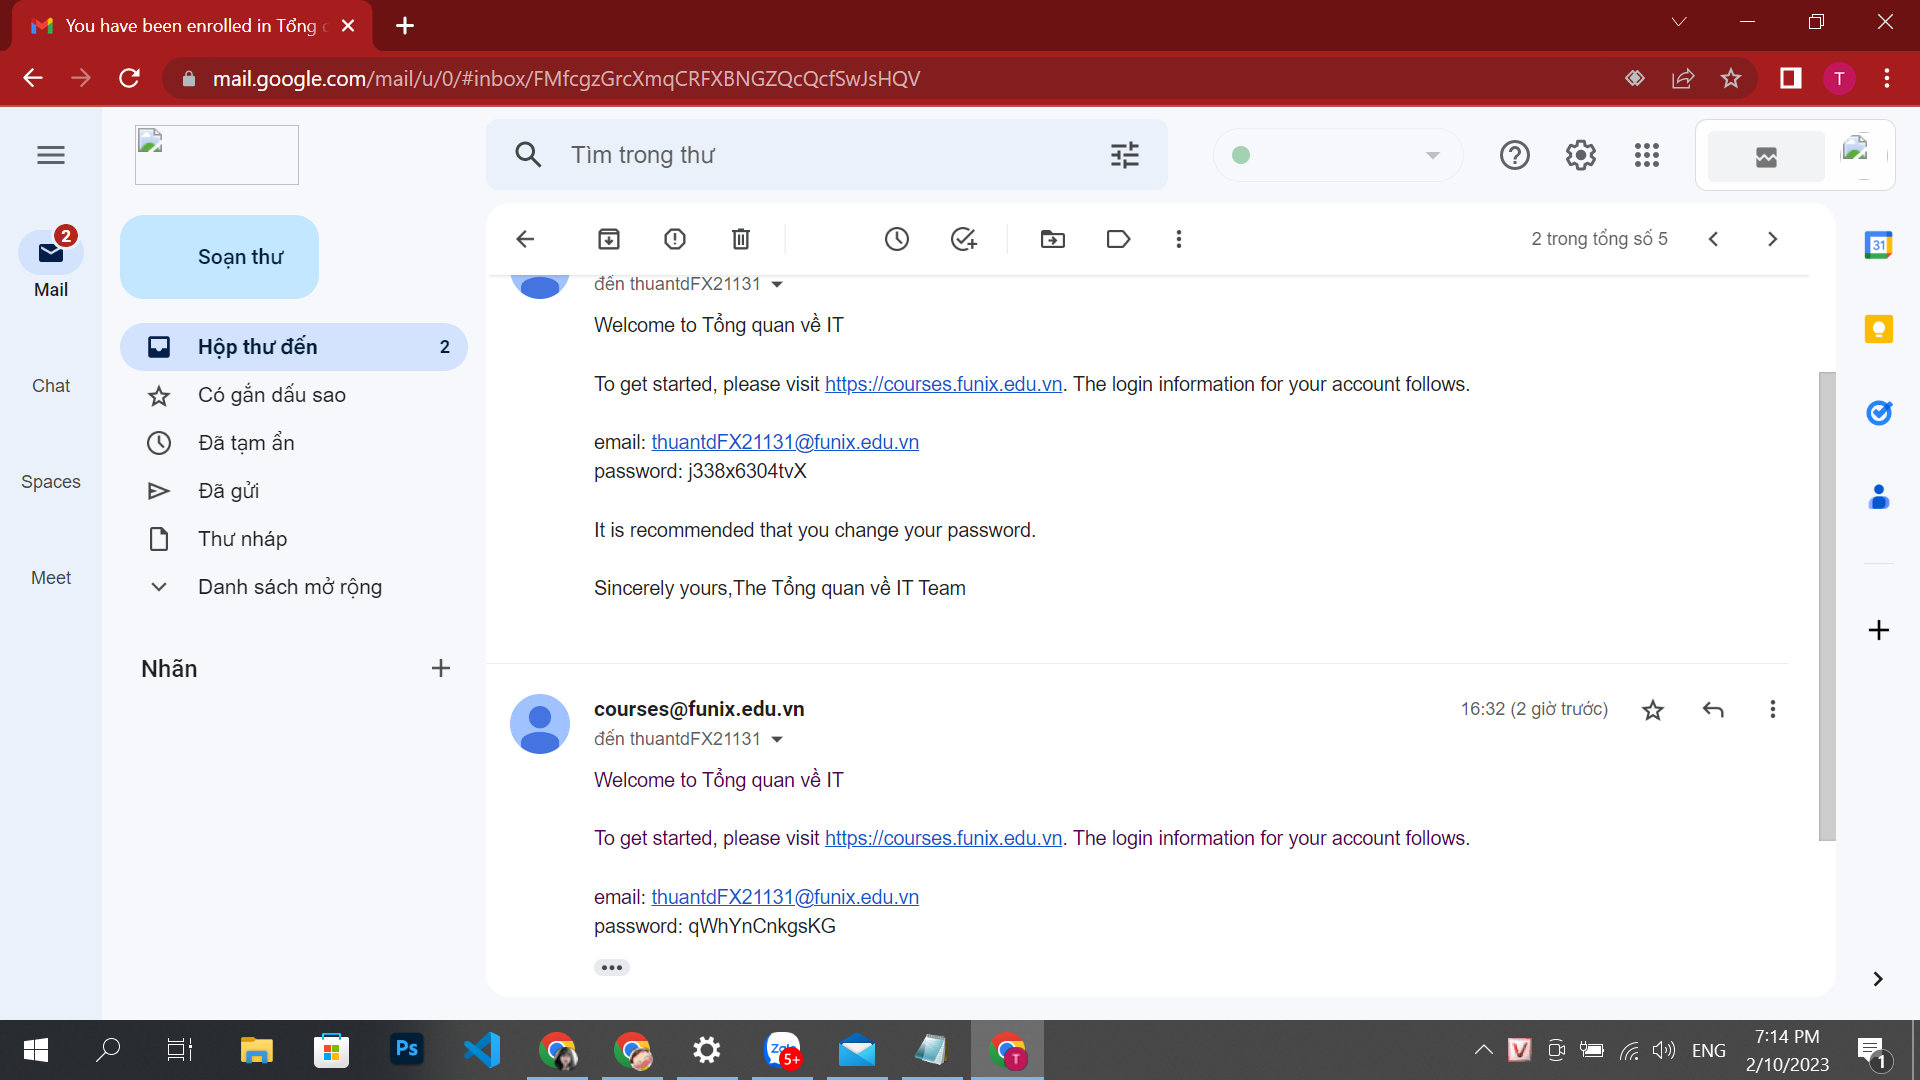 You have been enrolled in Tổng
mail.google.com/mail/u/0/#inbox/FMfcgzGrcXmqCRFXBNGZQcQcfSwJsHQV
T
Tìm trong thư
2
Mail
Chat
Spaces
Meet
Soạn thư
Hộp thư đến 2
Có gắn dấu sao
Đã tạm ẩn
Đã gửi
Thư nháp
Danh sách mở rộng
Nhãn
2 trong tổng số 5
31
đến thuantdFX21131
Welcome to Tổng quan về IT
To get started, please visit https://courses.funix.edu.vn. The login information for your account follows.
email: thuantdFX21131@funix.edu.vn
password: j338x6304tvX
It is recommended that you change your password.
Sincerely yours,The Tổng quan về IT Team
courses@funix.edu.vn 16:32 (2 giờ trước)
đến thuantdFX21131
Welcome to Tổng quan về IT
To get started, please visit https://courses.funix.edu.vn. The login information for your account follows.
email: thuantdFX21131@funix.edu.vn
password: qWhYnCnkgsKG
Ps
Zalo
5+
T
V
ENG
7:14 PM
2/10/2023
1